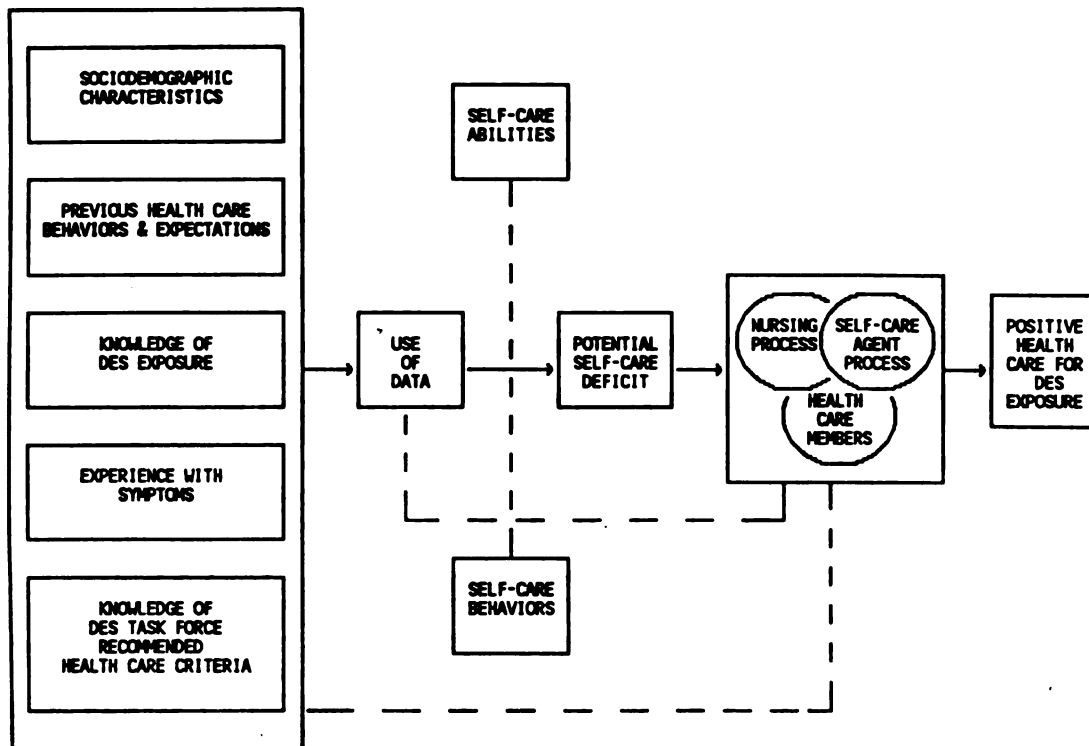 SOCIODEMOGRAPHIC
CHARACTERISTICS
PREVIOUS HEALTH CARE
BEHAVIORS & EXPECTATIONS
KNOWLEDGE OF
DES EXPOSURE
EXPERIENCE WITH
SYMPTOMS
KNOWLEDGE OF
DES TASK FORCE
RECOMMENDED
HEALTH CARE CRITERIA
USE
OF
DATA
SELF-CARE
ABILITIES
SELF-CARE
BEHAVIORS
POTENTIAL
SELF-CARE
DEFICIT
NURSING
PROCESS
SELF-CARE
AGENT
PROCESS
HEALTH
CARE
MEMBERS
POSITIVE
HEALTH
CARE FOR
DES
EXPOSURE